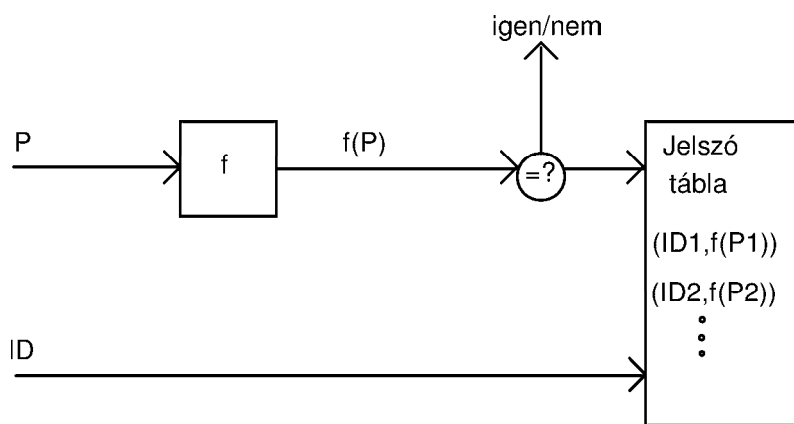 igen/nem
P
f
f(P)
=?
Jelszó
tábla
(ID1,f(P1))
(ID2,f(P2))
ID